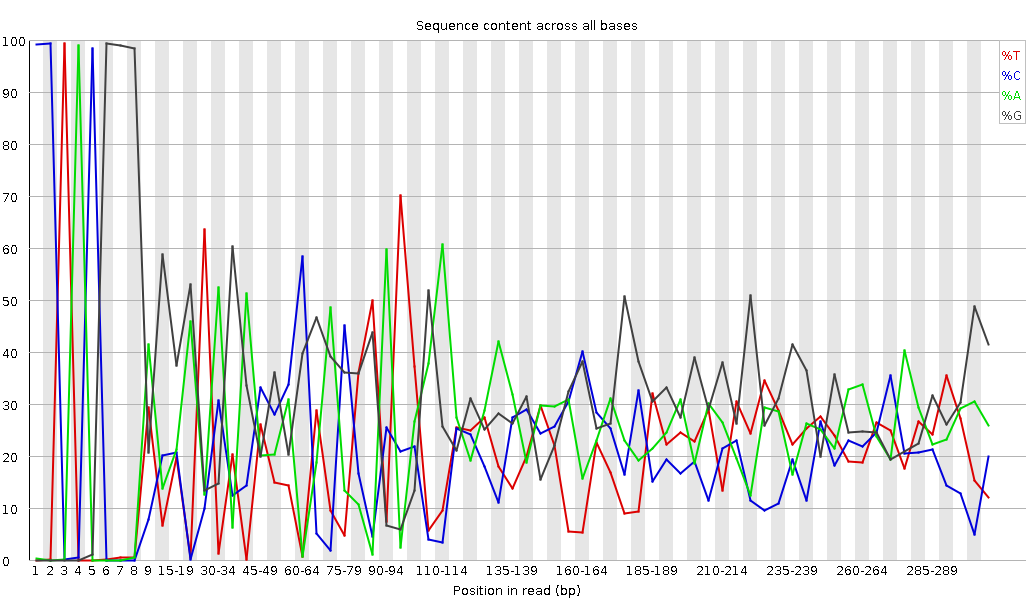 Sequence content across all bases
%T
%C
%A
%G
100
90
80
70
60
50
40
30
20
10
0
1 2 3 4 5 6 7 8 9 15-19 30-34 45-49 60-64 75-79 90-94 110-114 135-139 160-164 185-189 210-214 235-239 260-264 285-289
Position in read (bp)